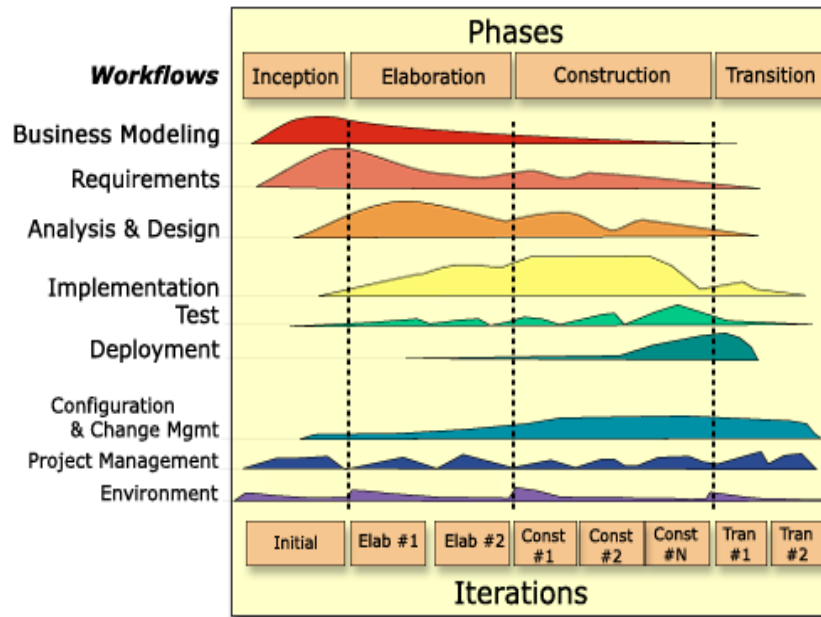 Phases
Workflows
Inception
Elaboration
Construction
Transition
Business Modeling
Requirements
Analysis & Design
Implementation
Test
Deployment
Configuration
& Change Mgmt
Project Management
Environment
Initial
Elab #1
Elab #2
Const
#1
Const
#2
Const
#N
Tran
#1
Tran
#2
Iterations